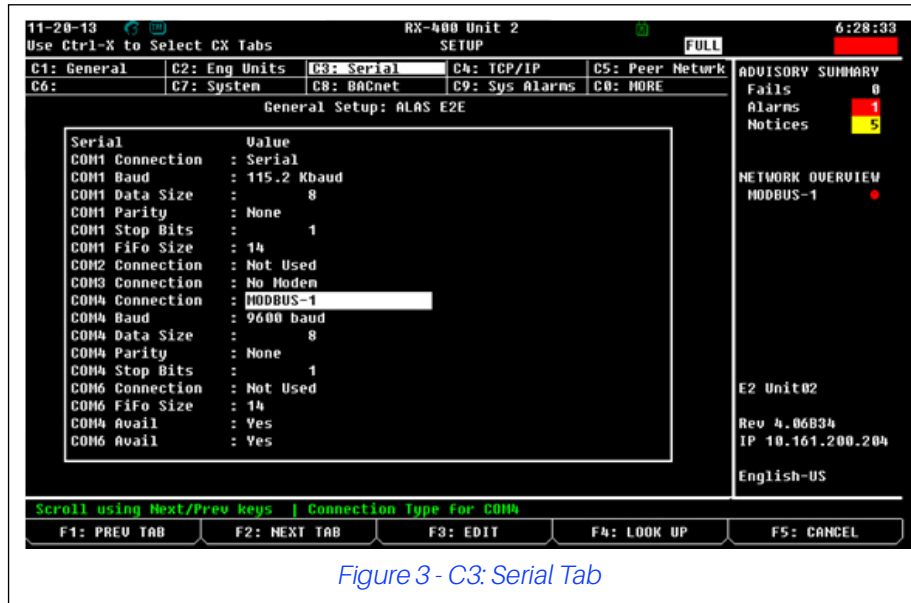 11-20-13 RX-400 Unit 2 6:28:33
Use Ctrl-X to Select CX Tabs SETUP FULL
C1: General C2: Eng Units C3: Serial C4: TCP/IP C5: Peer Netwrk
C6: C7: System C8: BACnet C9: Sys Alarms C0: MORE
General Setup: ALAS E2E
Serial Value
COM1 Connection : Serial
COM1 Baud : 115.2 Kbaud
COM1 Data Size : 8
COM1 Parity : None
COM1 Stop Bits : 1
COM1 FiFo Size : 14
COM2 Connection : Not Used
COM3 Connection : No Modem
COM4 Connection : MODBUS-1
COM4 Baud : 9600 baud
COM4 Data Size : 8
COM4 Parity : None
COM4 Stop Bits : 1
COM6 Connection : Not Used
COM6 FiFo Size : 14
COM4 Avail : Yes
COM6 Avail : Yes
ADVISORY SUMMARY
Fails 0
Alarms 1
Notices 5
NETWORK OVERVIEW
MODBUS-1
E2 Unit02
Rev 4.06B34
IP 10.161.200.204
English-US
Scroll using Next/Prev keys | Connection Type for COM4
F1: PREV TAB F2: NEXT TAB F3: EDIT F4: LOOK UP F5: CANCEL
Figure 3 - C3: Serial Tab